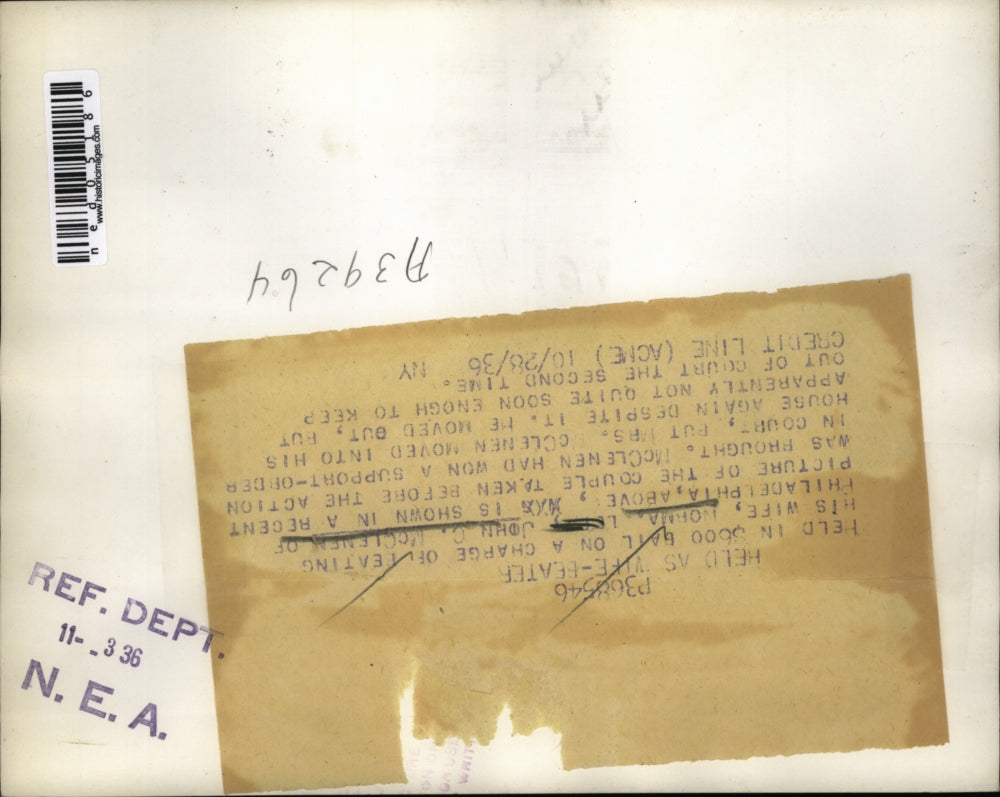 ned05186
www.historicimages.com
A39264
P368546
HELD AS WIFE-BEATER
HELD IN $600 BAIL ON A CHARGE OF BEATING
HIS WIFE, NORMA, JOHN C. McCLENEN OF
PHILADELPHIA, ABOVE, XXX IS SHOWN IN A RECENT
PICTURE OF THE COUPLE TAKEN BEFORE THE ACTION
WAS BROUGHT. McCLENEN HAD WON A SUPPORT-ORDER
IN COURT, BUT MRS. McCLENEN MOVED INTO HIS
HOUSE AGAIN DESPITE IT. HE MOVED OUT, BUT
APPARENTLY NOT QUITE SOON ENOGH TO KEEP
OUT OF COURT THE SECOND TIME.
CREDIT LINE (ACME) 10/28/36 NY
REF. DEPT.
11-3 36
N. E. A.